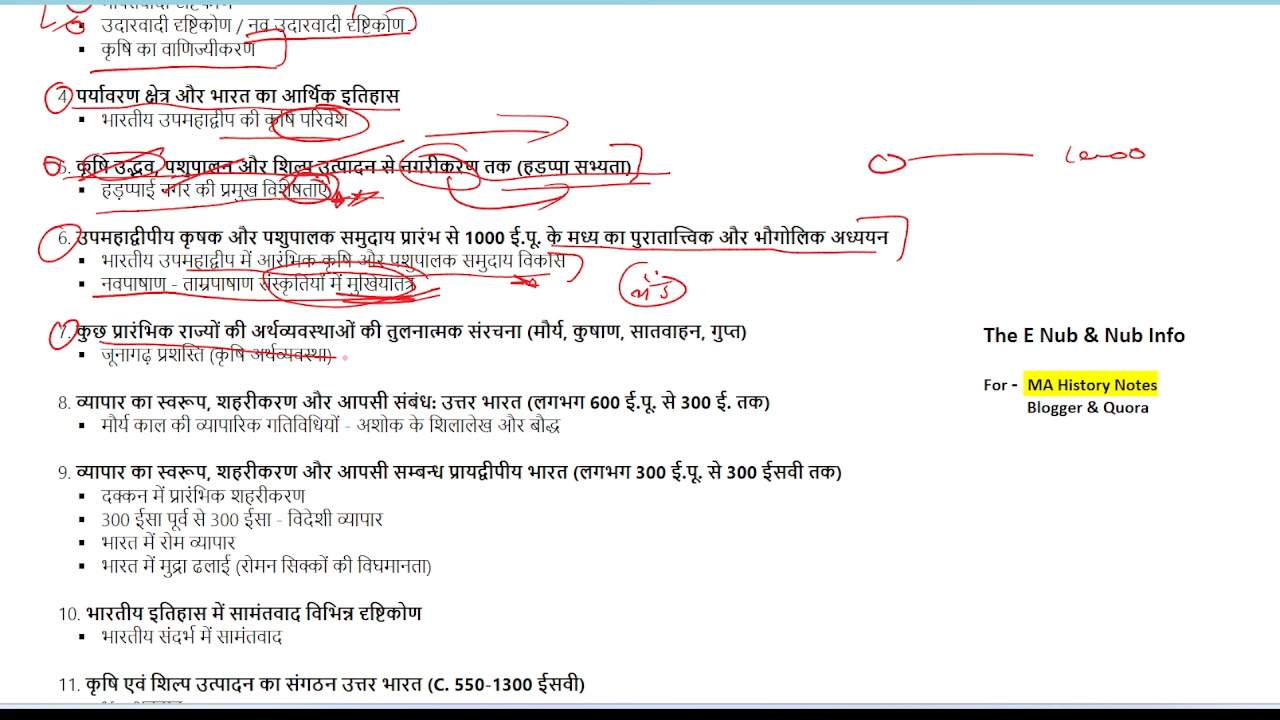 उदारवादी दृष्टिकोण / नव उदारवादी दृष्टिकोण
▪ कृषि का वाणिज्यीकरण
4. पर्यावरण क्षेत्र और भारत का आर्थिक इतिहास
▪ भारतीय उपमहाद्वीप की कृषि परिवेश
5. कृषि उद्भव, पशुपालन और शिल्प उत्पादन से नगरीकरण तक (हडप्पा सभ्यता)
▪ हड़प्पाई नगर की प्रमुख विशेषताएं
1000
6. उपमहाद्वीपीय कृषक और पशुपालक समुदाय प्रारंभ से 1000 ई.पू. के मध्य का पुरातात्त्विक और भौगोलिक अध्ययन
▪ भारतीय उपमहाद्वीप में आरंभिक कृषि और पशुपालक समुदाय विकास
▪ नवपाषाण - ताम्रपाषाण संस्कृतियों में मुखियातंत्र
7. कुछ प्रारंभिक राज्यों की अर्थव्यवस्थाओं की तुलनात्मक संरचना (मौर्य, कुषाण, सातवाहन, गुप्त)
▪ जूनागढ़ प्रशस्ति (कृषि अर्थव्यवस्था)
8. व्यापार का स्वरूप, शहरीकरण और आपसी संबंध: उत्तर भारत (लगभग 600 ई.पू. से 300 ई. तक)
▪ मौर्य काल की व्यापारिक गतिविधियों - अशोक के शिलालेख और बौद्ध
9. व्यापार का स्वरूप, शहरीकरण और आपसी सम्बन्ध प्रायद्वीपीय भारत (लगभग 300 ई.पू. से 300 ईसवी तक)
▪ दक्कन में प्रारंभिक शहरीकरण
▪ 300 ईसा पूर्व से 300 ईसा - विदेशी व्यापार
▪ भारत में रोम व्यापार
▪ भारत में मुद्रा ढलाई (रोमन सिक्कों की विघमानता)
10. भारतीय इतिहास में सामंतवाद विभिन्न दृष्टिकोण
▪ भारतीय संदर्भ में सामंतवाद
11. कृषि एवं शिल्प उत्पादन का संगठन उत्तर भारत (C. 550-1300 ईसवी)
The E Nub & Nub Info
For - MA History Notes
Blogger & Quora